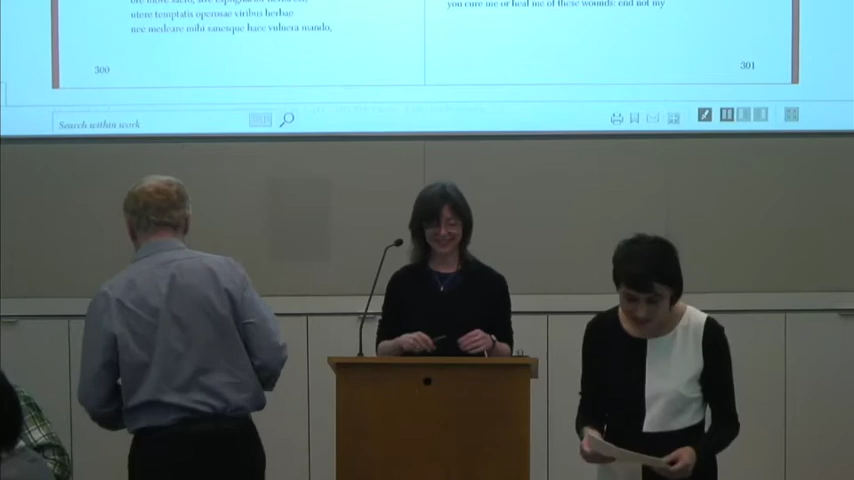 utere temptatis operosae viribus herbae
nec medeare mihi sanesque haec vulnera mando,
300
you cure me or heal me of these wounds: end not my
301
Search within work